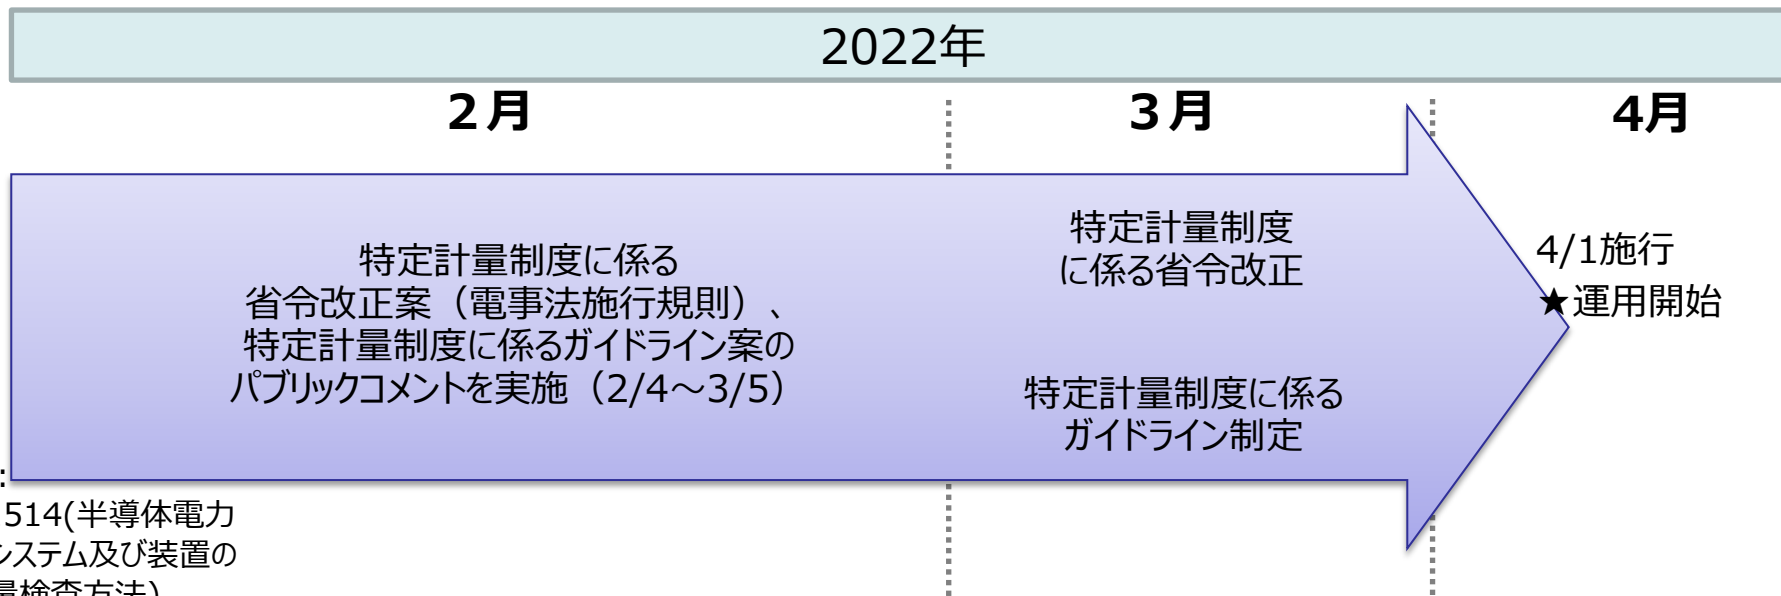 2022年
２月
３月
4月
特定計量制度に係る
省令改正案（電事法施行規則）、
特定計量制度に係るガイドライン案の
パブリックコメントを実施（2/4～3/5）
特定計量制度
に係る省令改正
特定計量制度に係る
ガイドライン制定
4/1施行
★運用開始
:
514(半導体電力
システム及び装置の
量検査方法)